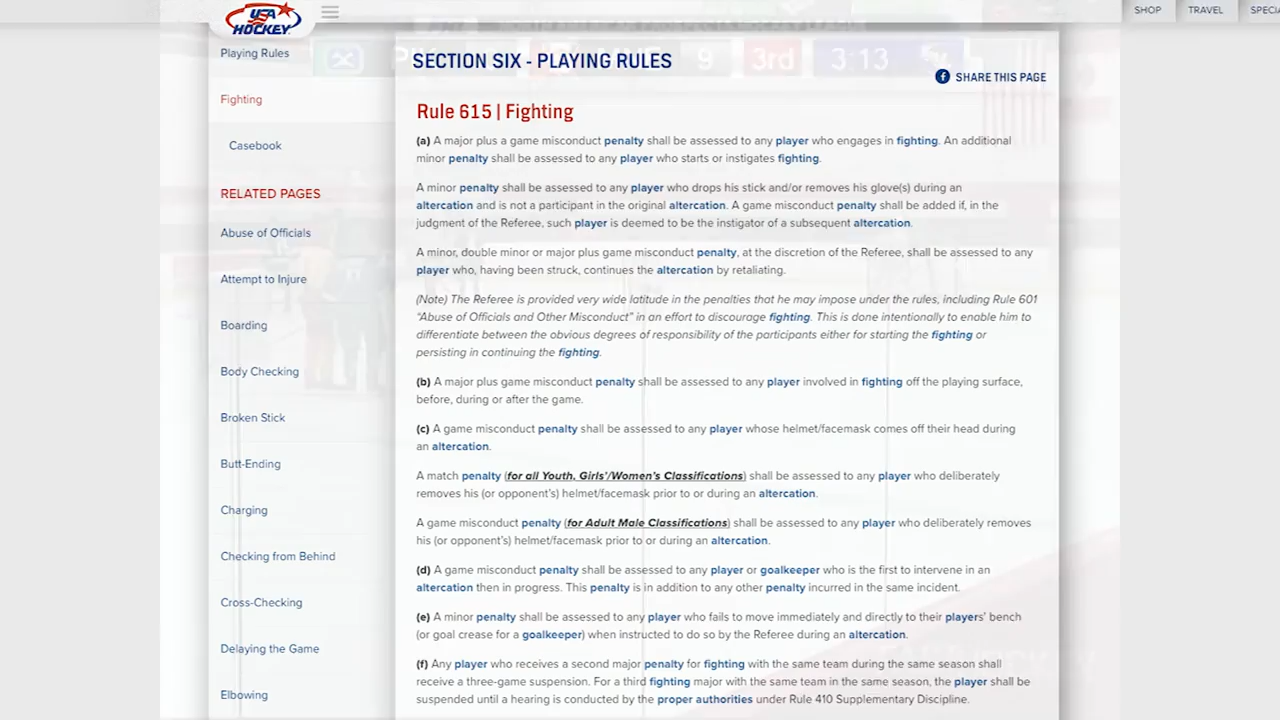 USA
HOCKEY
SHOP
TRAVEL
Playing Rules
Fighting
Casebook
RELATED PAGES
Abuse of Officials
Attempt to Injure
Boarding
Body Checking
Broken Stick
Butt-Ending
Charging
Checking from Behind
Cross-Checking
Delaying the Game
Elbowing
9
3rd
3:13
SECTION SIX - PLAYING RULES
SHARE THIS PAGE
Rule 615 | Fighting
(a) A major plus a game misconduct penalty shall be assessed to any player who engages in fighting. An additional
minor penalty shall be assessed to any player who starts or instigates fighting.
A minor penalty shall be assessed to any player who drops his stick and/or removes his glove(s) during an
altercation and is not a participant in the original altercation. A game misconduct penalty shall be added if, in the
judgment of the Referee, such player is deemed to be the instigator of a subsequent altercation.
A minor, double minor or major plus game misconduct penalty, at the discretion of the Referee, shall be assessed to any
player who, having been struck, continues the altercation by retaliating.
(Note) The Referee is provided very wide latitude in the penalties that he may impose under the rules, including Rule 601
“Abuse of Officials and Other Misconduct” in an effort to discourage fighting. This is done intentionally to enable him to
differentiate between the obvious degrees of responsibility of the participants either for starting the fighting or
persisting in continuing the fighting.
(b) A major plus game misconduct penalty shall be assessed to any player involved in fighting off the playing surface,
before, during or after the game.
(c) A game misconduct penalty shall be assessed to any player whose helmet/facemask comes off their head during
an altercation.
A match penalty (for all Youth, Girls’/Women’s Classifications) shall be assessed to any player who deliberately
removes his (or opponent’s) helmet/facemask prior to or during an altercation.
A game misconduct penalty (for Adult Male Classifications) shall be assessed to any player who deliberately removes
his (or opponent’s) helmet/facemask prior to or during an altercation.
(d) A game misconduct penalty shall be assessed to any player or goalkeeper who is the first to intervene in an
altercation then in progress. This penalty is in addition to any other penalty incurred in the same incident.
(e) A minor penalty shall be assessed to any player who fails to move immediately and directly to their players’ bench
(or goal crease for a goalkeeper) when instructed to do so by the Referee during an altercation.
(f) Any player who receives a second major penalty for fighting with the same team during the same season shall
receive a three-game suspension. For a third fighting major with the same team in the same season, the player shall be
suspended until a hearing is conducted by the proper authorities under Rule 410 Supplementary Discipline.